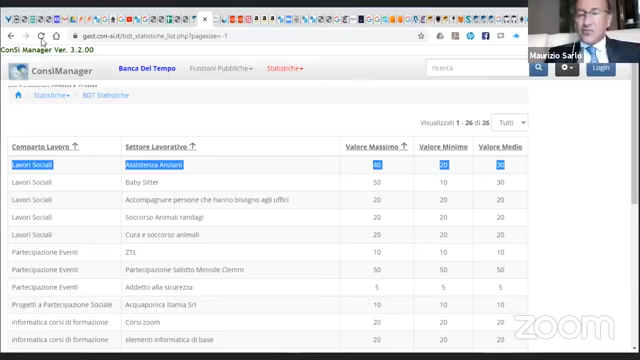 gest.con-si.it/bdt_statistiche_list.php?pagesize=-1
ConSi Manager Ver. 3.2.00
Maurizio Sarlo
ConsìManager
Banca Del Tempo
Funzioni Pubbliche
Statistiche
ricerca
Login
Statistiche
BDT Statistiche
Visualizzati 1 - 26 di 26 Tutti
Comparto Lavoro Settore Lavorativo Valore Massimo Valore Minimo Valore Medio
Lavori Sociali Assistenza Anziani 40 20 30
Lavori Sociali Baby Sitter 50 10 30
Lavori Sociali Accompagnare persone che hanno bisogno agli uffici 20 20 20
Lavori Sociali Soccorso Animali randagi 20 20 20
Lavori Sociali Cura e soccorso animali 20 20 20
Partecipazione Eventi ZTL 10 10 10
Partecipazione Eventi Partecipazione Salotto Mensile Clemrn 50 50 50
Partecipazione Eventi Addetto alla sicurezza 5 5 5
Progetti a Partecipazione Sociale Acquaponica Itamia Srl 10 10 10
Informatica corsi di formazione Corsi zoom 20 20 20
Informatica corsi di formazione elementi informatica di base 20 20 20
zoom